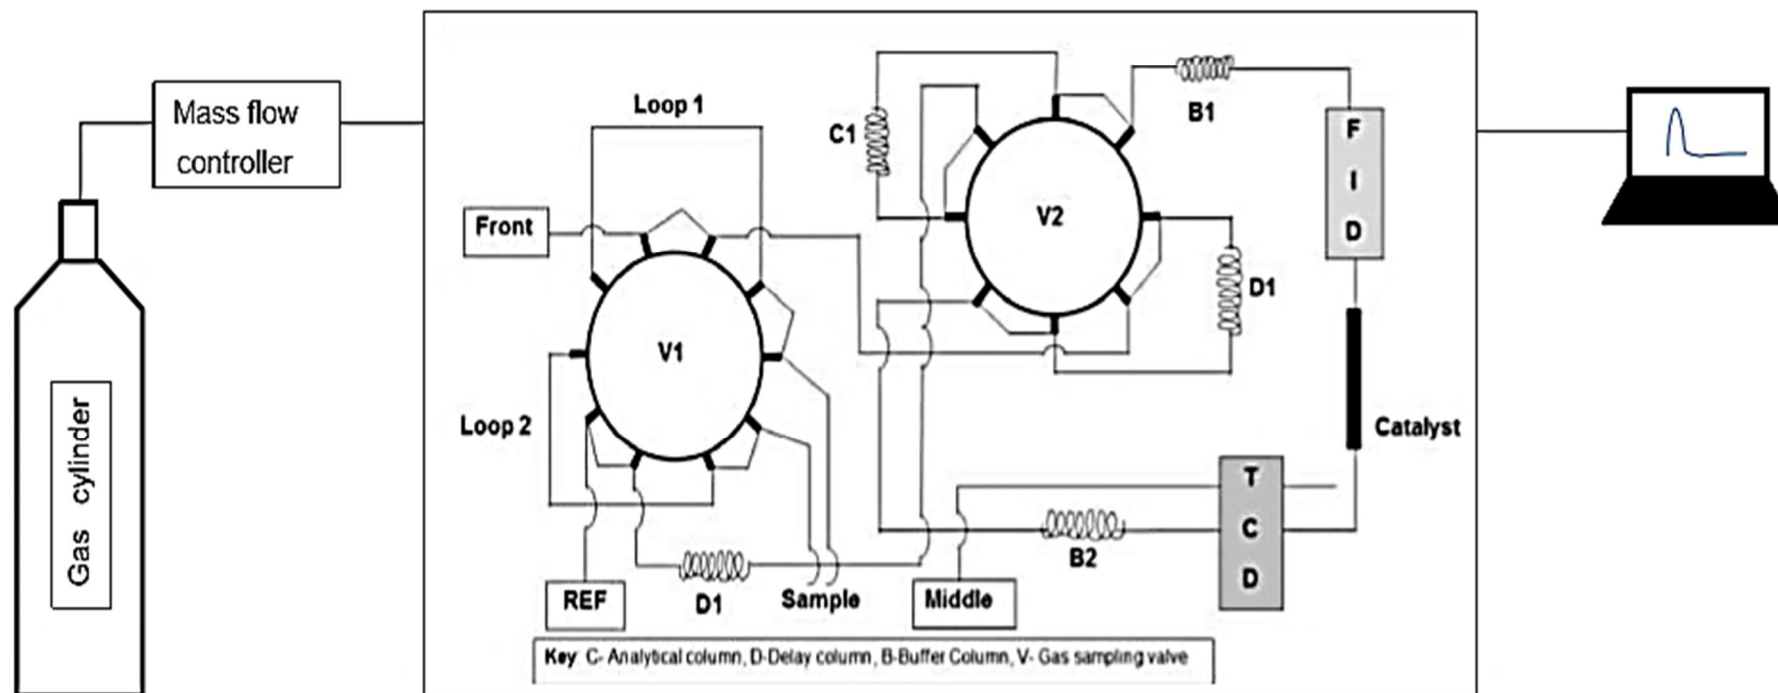 Mass flow
controller
Gas cylinder
Loop 1
Front
V1
Loop 2
REF
D1
Sample
Middle
C1
V2
B1
D1
F
I
D
Catalyst
T
C
D
B2
Key: C- Analytical column, D-Delay column, B-Buffer Column, V- Gas sampling valve